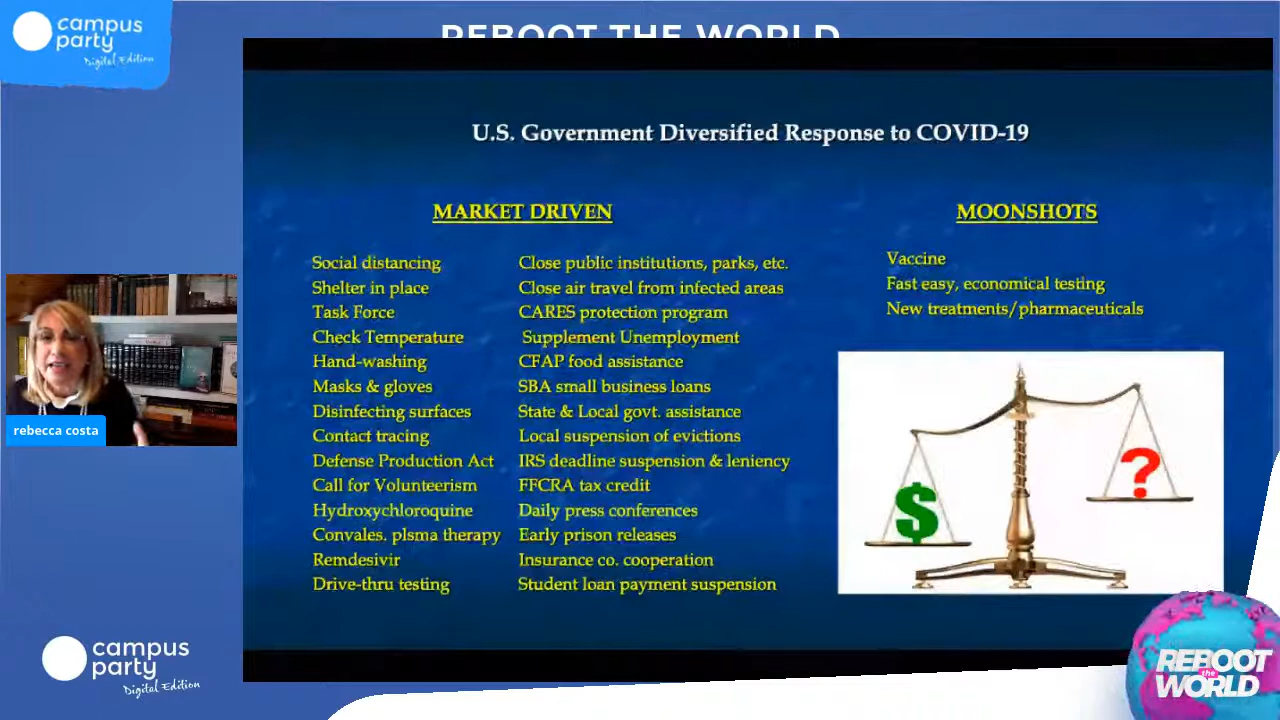 campus
party
Digital Edition
REBOOT THE WORLD
U.S. Government Diversified Response to COVID-19
MARKET DRIVEN
Social distancing
Shelter in place
Task Force
Check Temperature
Hand-washing
Masks & gloves
Disinfecting surfaces
Contact tracing
Defense Production Act
Call for Volunteerism
Hydroxychloroquine
Convales. plsma therapy
Remdesivir
Drive-thru testing
Close public institutions, parks, etc.
Close air travel from infected areas
CARES protection program
Supplement Unemployment
CFAP food assistance
SBA small business loans
State & Local govt. assistance
Local suspension of evictions
IRS deadline suspension & leniency
FFCRA tax credit
Daily press conferences
Early prison releases
Insurance co. cooperation
Student loan payment suspension
MOONSHOTS
Vaccine
Fast easy, economical testing
New treatments/pharmaceuticals
$
?
rebecca costa
campus
party
Digital Edition
REBOOT
the
WORLD